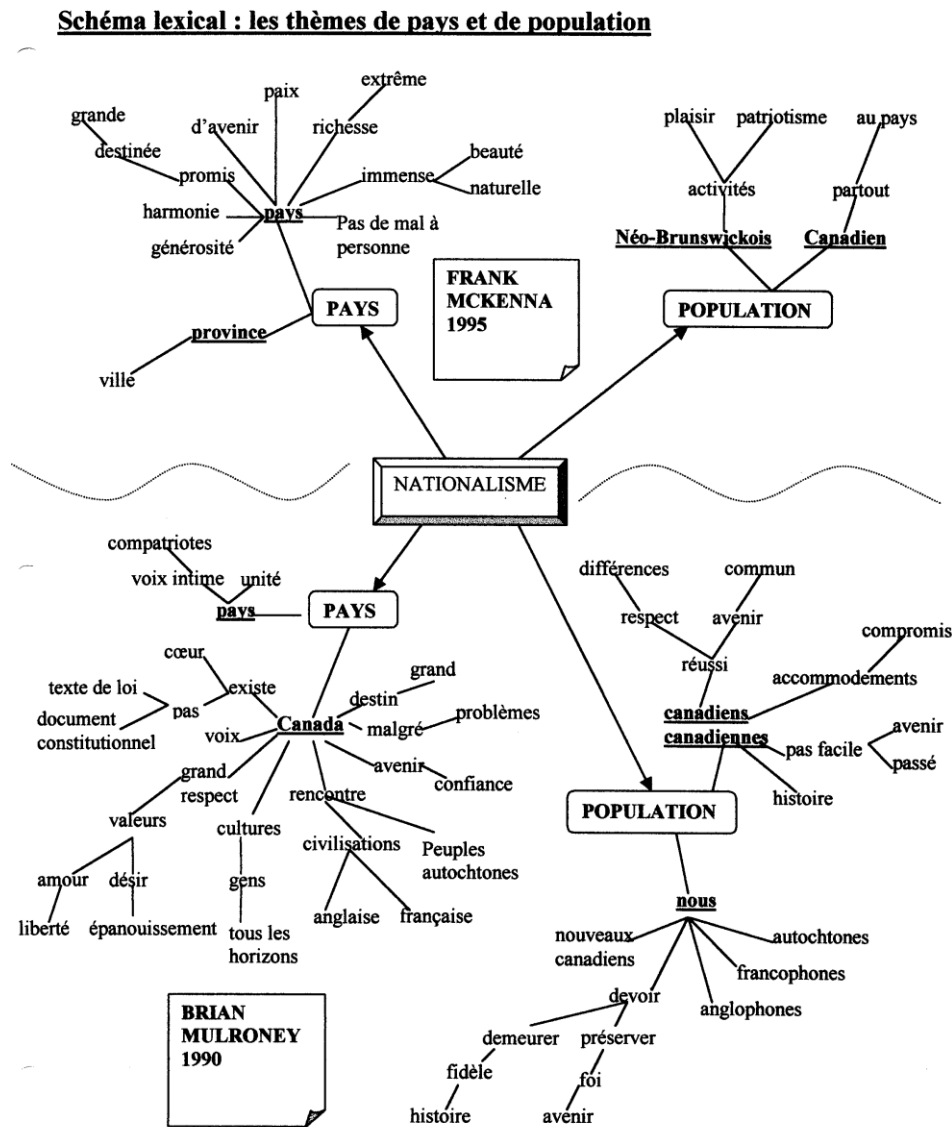 Schéma lexical : les thèmes de pays et de population
extrême
paix
grande
d'avenir
richesse
destinée
promis
immense
beauté
naturelle
harmonie
pays
Pas de mal à
personne
générosité
PAYS
province
ville
FRANK
MCKENNA
1995
plaisir
patriotisme
au pays
activités
partout
Néo-Brunswickois
Canadien
POPULATION
NATIONALISME
compatriotes
voix intime
unité
pays
PAYS
cœur
grand
texte de loi
existe
destin
document
constitutionnel
pas
Canada
malgré
problèmes
voix
grand
respect
avenir
confiance
rencontre
valeurs
cultures
civilisations
Peuples
autochtones
amour
désir
gens
anglaise
française
liberté
épanouissement
tous les
horizons
BRIAN
MULRONEY
1990
différences
commun
respect
avenir
compromis
réussi
accommodements
canadiens
canadiennes
pas facile
avenir
passé
histoire
POPULATION
nous
nouveaux
canadiens
autochtones
francophones
anglophones
devoir
demeurer
préserver
fidèle
foi
histoire
avenir